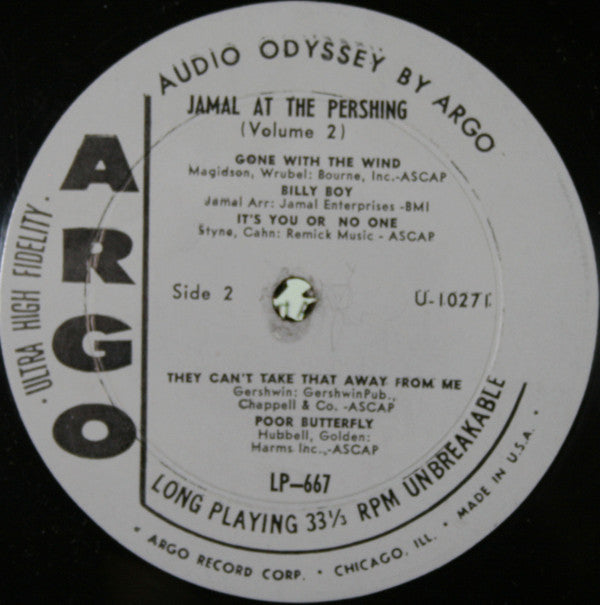 AUDIO ODYSSEY BY ARGO
JAMAL AT THE PERSHING
(Volume 2)
GONE WITH THE WIND
Magidson, Wrubel: Bourne, Inc.-ASCAP
BILLY BOY
Jamal Arr: Jamal Enterprises -BMI
IT'S YOU OR NO ONE
Styne, Cahn: Remick Music - ASCAP
ARGO
· ULTRA HIGH FIDELITY ·
Side 2
U-10271
THEY CAN'T TAKE THAT AWAY FROM ME
Gershwin: GershwinPub.,
Chappell & Co. -ASCAP
POOR BUTTERFLY
Hubbell, Golden:
Harms Inc.,-ASCAP
LP-667
LONG PLAYING 33⅓ RPM UNBREAKABLE
· ARGO RECORD CORP. · CHICAGO, ILL. · MADE IN U.S.A. ·